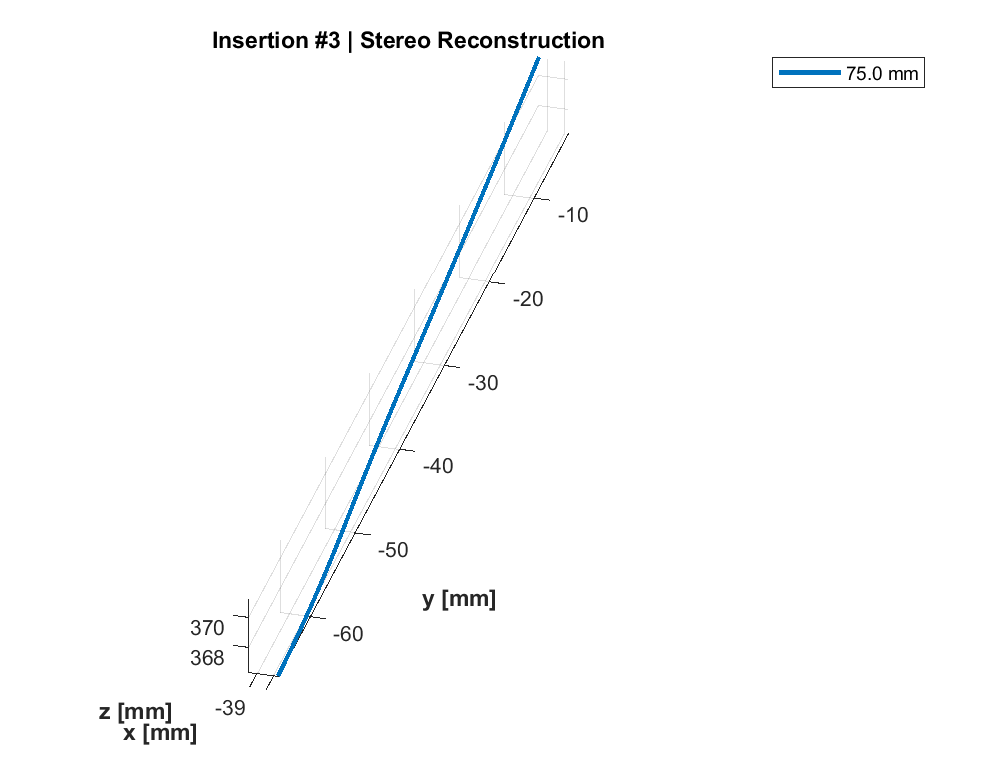 Insertion #3 | Stereo Reconstruction
75.0 mm
-10
-20
-30
-40
-50
y [mm]
-60
370
368
-39
z [mm]
x [mm]